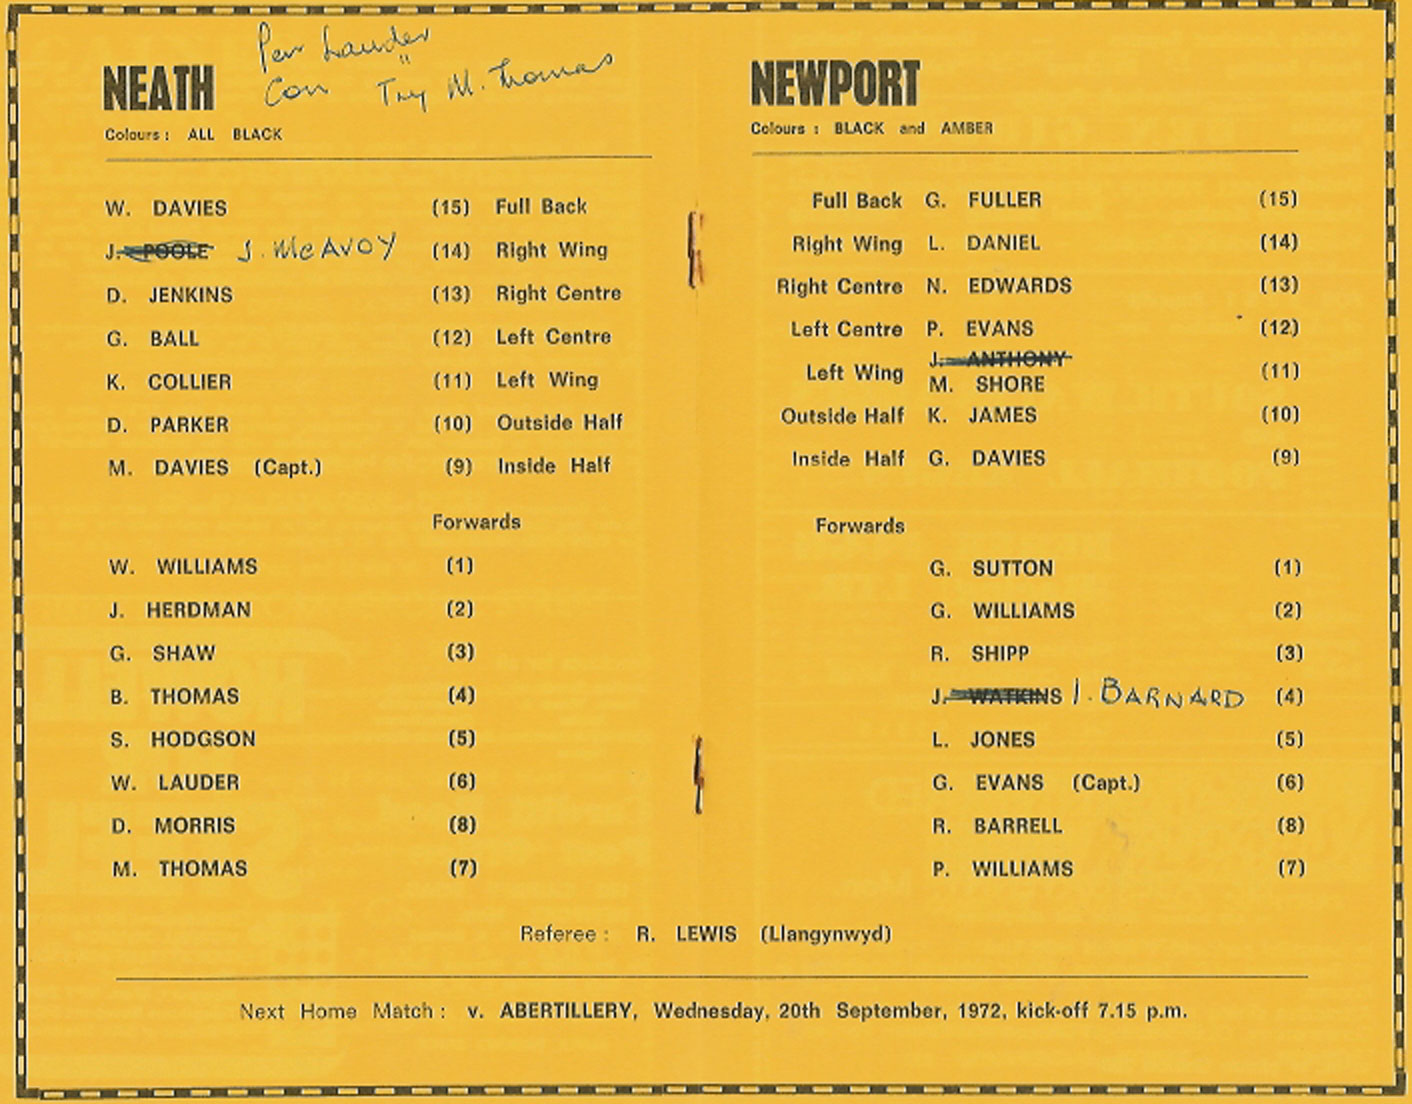 Pen Lauder
Con " Try M. Thomas
NEATH
Colours : ALL BLACK
W. DAVIES (15) Full Back
J. POOLE J. McAVOY (14) Right Wing
D. JENKINS (13) Right Centre
G. BALL (12) Left Centre
K. COLLIER (11) Left Wing
D. PARKER (10) Outside Half
M. DAVIES (Capt.) (9) Inside Half
Forwards
W. WILLIAMS (1)
J. HERDMAN (2)
G. SHAW (3)
B. THOMAS (4)
S. HODGSON (5)
W. LAUDER (6)
D. MORRIS (8)
M. THOMAS (7)
NEWPORT
Colours : BLACK and AMBER
Full Back G. FULLER (15)
Right Wing L. DANIEL (14)
Right Centre N. EDWARDS (13)
Left Centre P. EVANS (12)
J. ANTHONY
Left Wing M. SHORE (11)
Outside Half K. JAMES (10)
Inside Half G. DAVIES (9)
Forwards
G. SUTTON (1)
G. WILLIAMS (2)
R. SHIPP (3)
J. WATKINS I. BARNARD (4)
L. JONES (5)
G. EVANS (Capt.) (6)
R. BARRELL (8)
P. WILLIAMS (7)
Referee : R. LEWIS (Llangynwyd)
Next Home Match : v. ABERTILLERY, Wednesday, 20th September, 1972, kick-off 7.15 p.m.